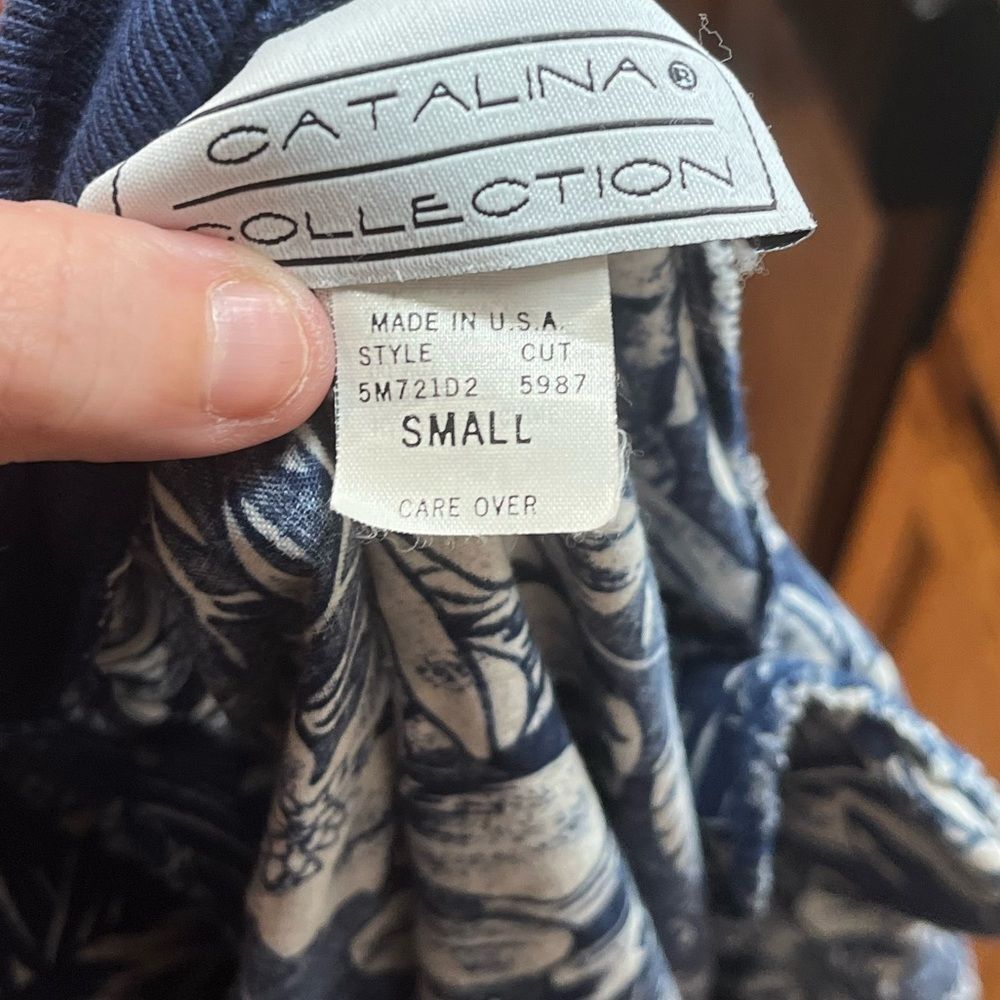 CATALINA®
COLLECTION
MADE IN U.S.A.
STYLE CUT
5M721D2 5987
SMALL
CARE OVER